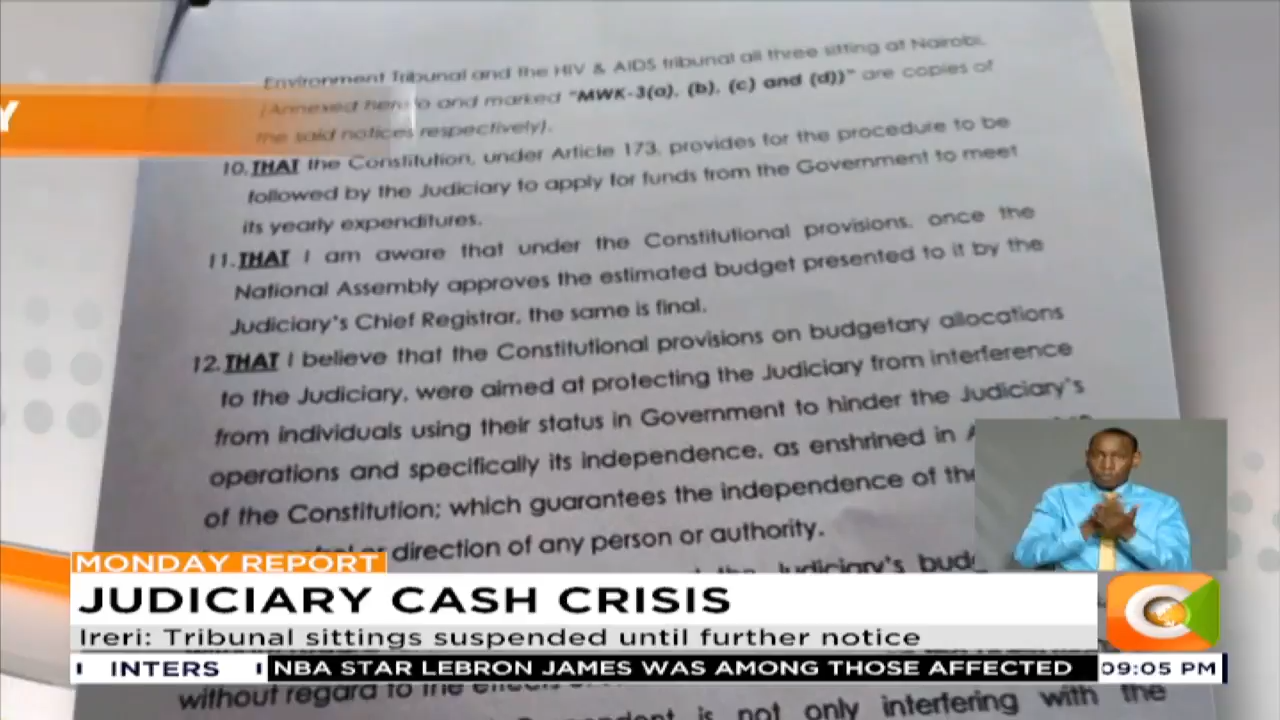 Environment Tribunal and the HIV & AIDS tribunal all three sitting at Nairobi.
(Annexed hereto and marked "MWK-3(a), (b), (c) and (d))" are copies of
the said notices respectively).
Y
10. THAT the Constitution, under Article 173, provides for the procedure to be
followed by the Judiciary to apply for funds from the Government to meet
its yearly expenditures.
11. THAT I am aware that under the Constitutional provisions, once the
National Assembly approves the estimated budget presented to it by the
Judiciary's Chief Registrar, the same is final.
12. THAT I believe that the Constitutional provisions on budgetary allocations
to the Judiciary, were aimed at protecting the Judiciary from interference
from individuals using their status in Government to hinder the Judiciary's
operations and specifically its independence, as enshrined in
of the Constitution; which guarantees the independence of the
direction of any person or authority.
the Judiciary's
MONDAY REPORT
JUDICIARY CASH CRISIS
Ireri: Tribunal sittings suspended until further notice
INTERS NBA STAR LEBRON JAMES WAS AMONG THOSE AFFECTED 09:05 PM
without regard to the
is not only interfering with the